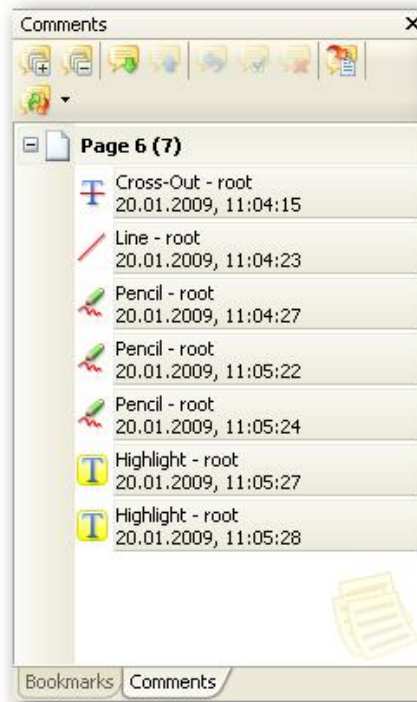 Comments
Page 6 (7)
Cross-Out - root
20.01.2009, 11:04:15
Line - root
20.01.2009, 11:04:23
Pencil - root
20.01.2009, 11:04:27
Pencil - root
20.01.2009, 11:05:22
Pencil - root
20.01.2009, 11:05:24
Highlight - root
20.01.2009, 11:05:27
Highlight - root
20.01.2009, 11:05:28
Bookmarks Comments